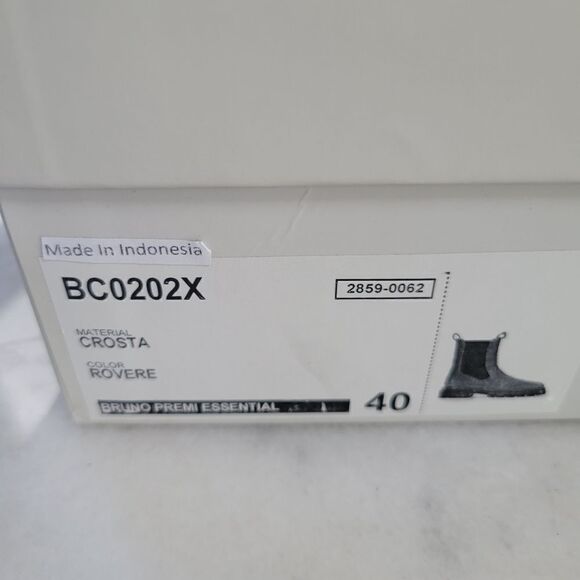 Made In Indonesia
BC0202X
2859-0062
MATERIAL
CROSTA
COLOR
ROVERE
BRUNO PREMI ESSENTIAL
40